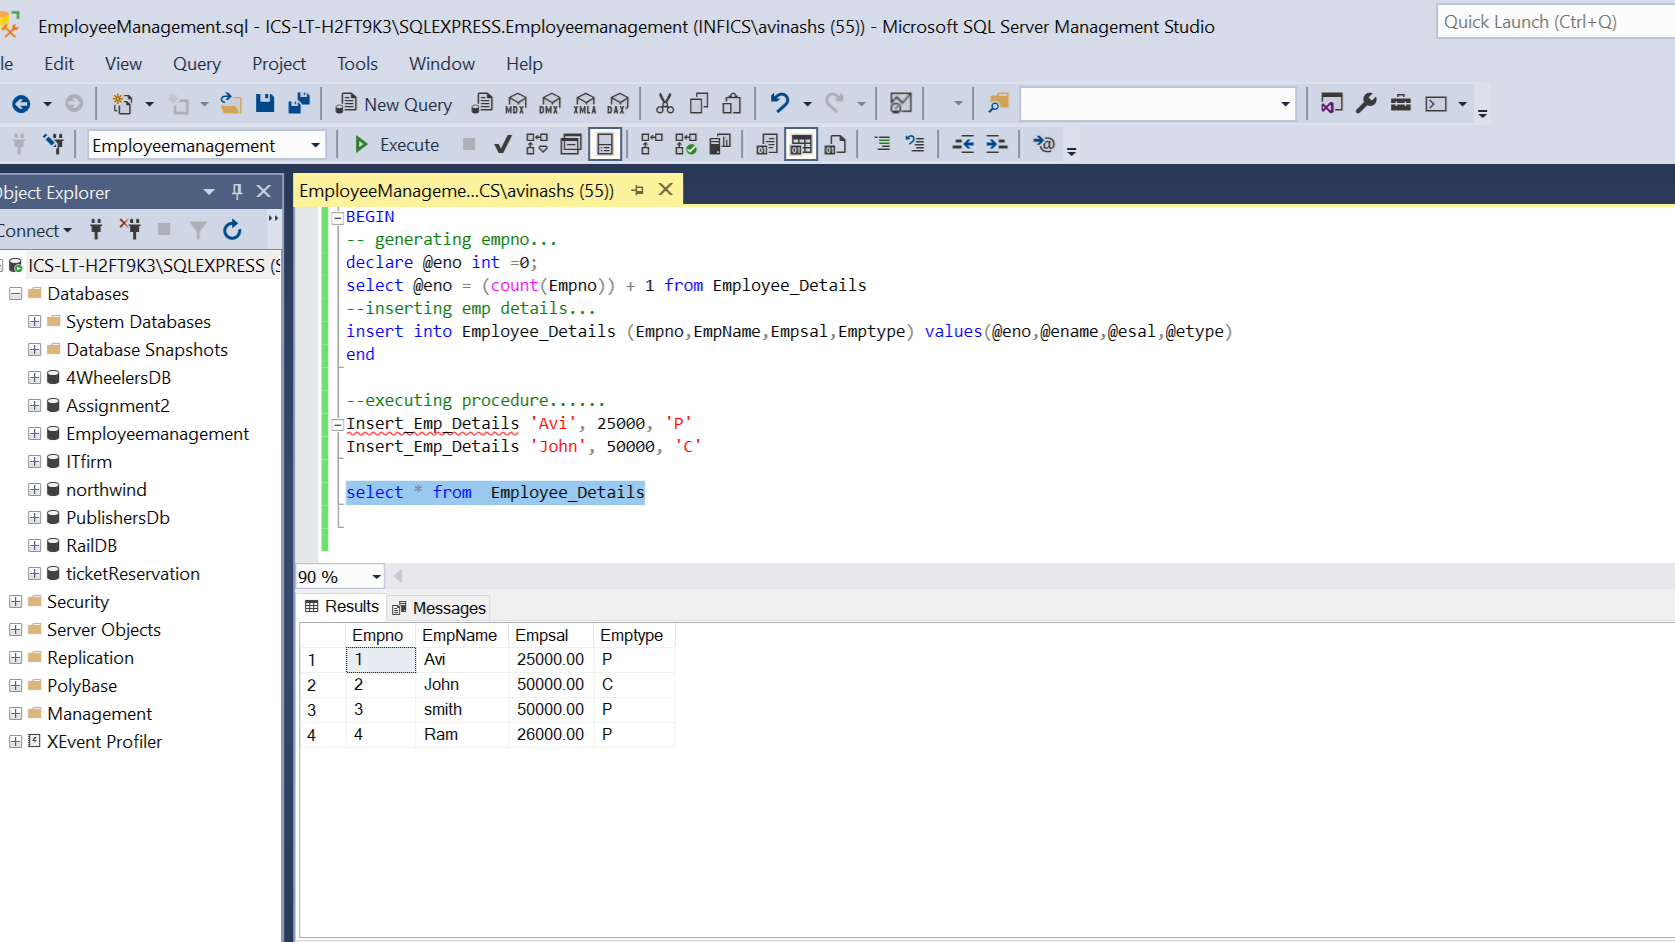 EmployeeManagement.sql - ICS-LT-H2FT9K3\SQLEXPRESS.Employeemanagement (INFICS\avinashs (55)) - Microsoft SQL Server Management Studio
Quick Launch (Ctrl+Q)
le Edit View Query Project Tools Window Help
New Query MDX DMX XMLA DAX
Employeemanagement Execute
bject Explorer
EmployeeManageme...CS\avinashs (55))
onnect
ICS-LT-H2FT9K3\SQLEXPRESS (S
Databases
System Databases
Database Snapshots
4WheelersDB
Assignment2
Employeemanagement
ITfirm
northwind
PublishersDb
RailDB
ticketReservation
Security
Server Objects
Replication
PolyBase
Management
XEvent Profiler
BEGIN
-- generating empno...
declare @eno int =0;
select @eno = (count(Empno)) + 1 from Employee_Details
--inserting emp details...
insert into Employee_Details (Empno,EmpName,Empsal,Emptype) values(@eno,@ename,@esal,@etype)
end
--executing procedure......
Insert_Emp_Details 'Avi', 25000, 'P'
Insert_Emp_Details 'John', 50000, 'C'
select * from  Employee_Details
90 %
Results Messages
Empno EmpName Empsal Emptype
1 1 Avi 25000.00 P
2 2 John 50000.00 C
3 3 smith 50000.00 P
4 4 Ram 26000.00 P